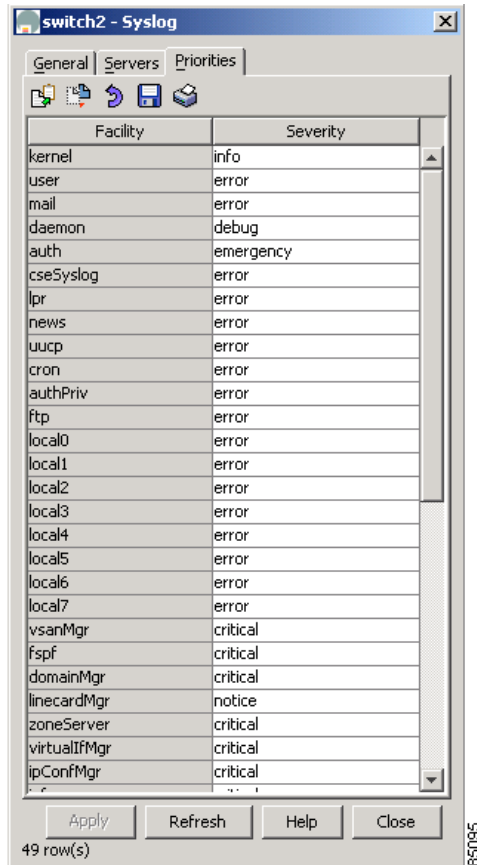 switch2 - Syslog
General Servers Priorities
Facility Severity
kernel info
user error
mail error
daemon debug
auth emergency
cseSyslog error
lpr error
news error
uucp error
cron error
authPriv error
ftp error
local0 error
local1 error
local2 error
local3 error
local4 error
local5 error
local6 error
local7 error
vsanMgr critical
fspf critical
domainMgr critical
linecardMgr notice
zoneServer critical
virtualIfMgr critical
ipConfMgr critical
Apply Refresh Help Close
49 row(s)
85095